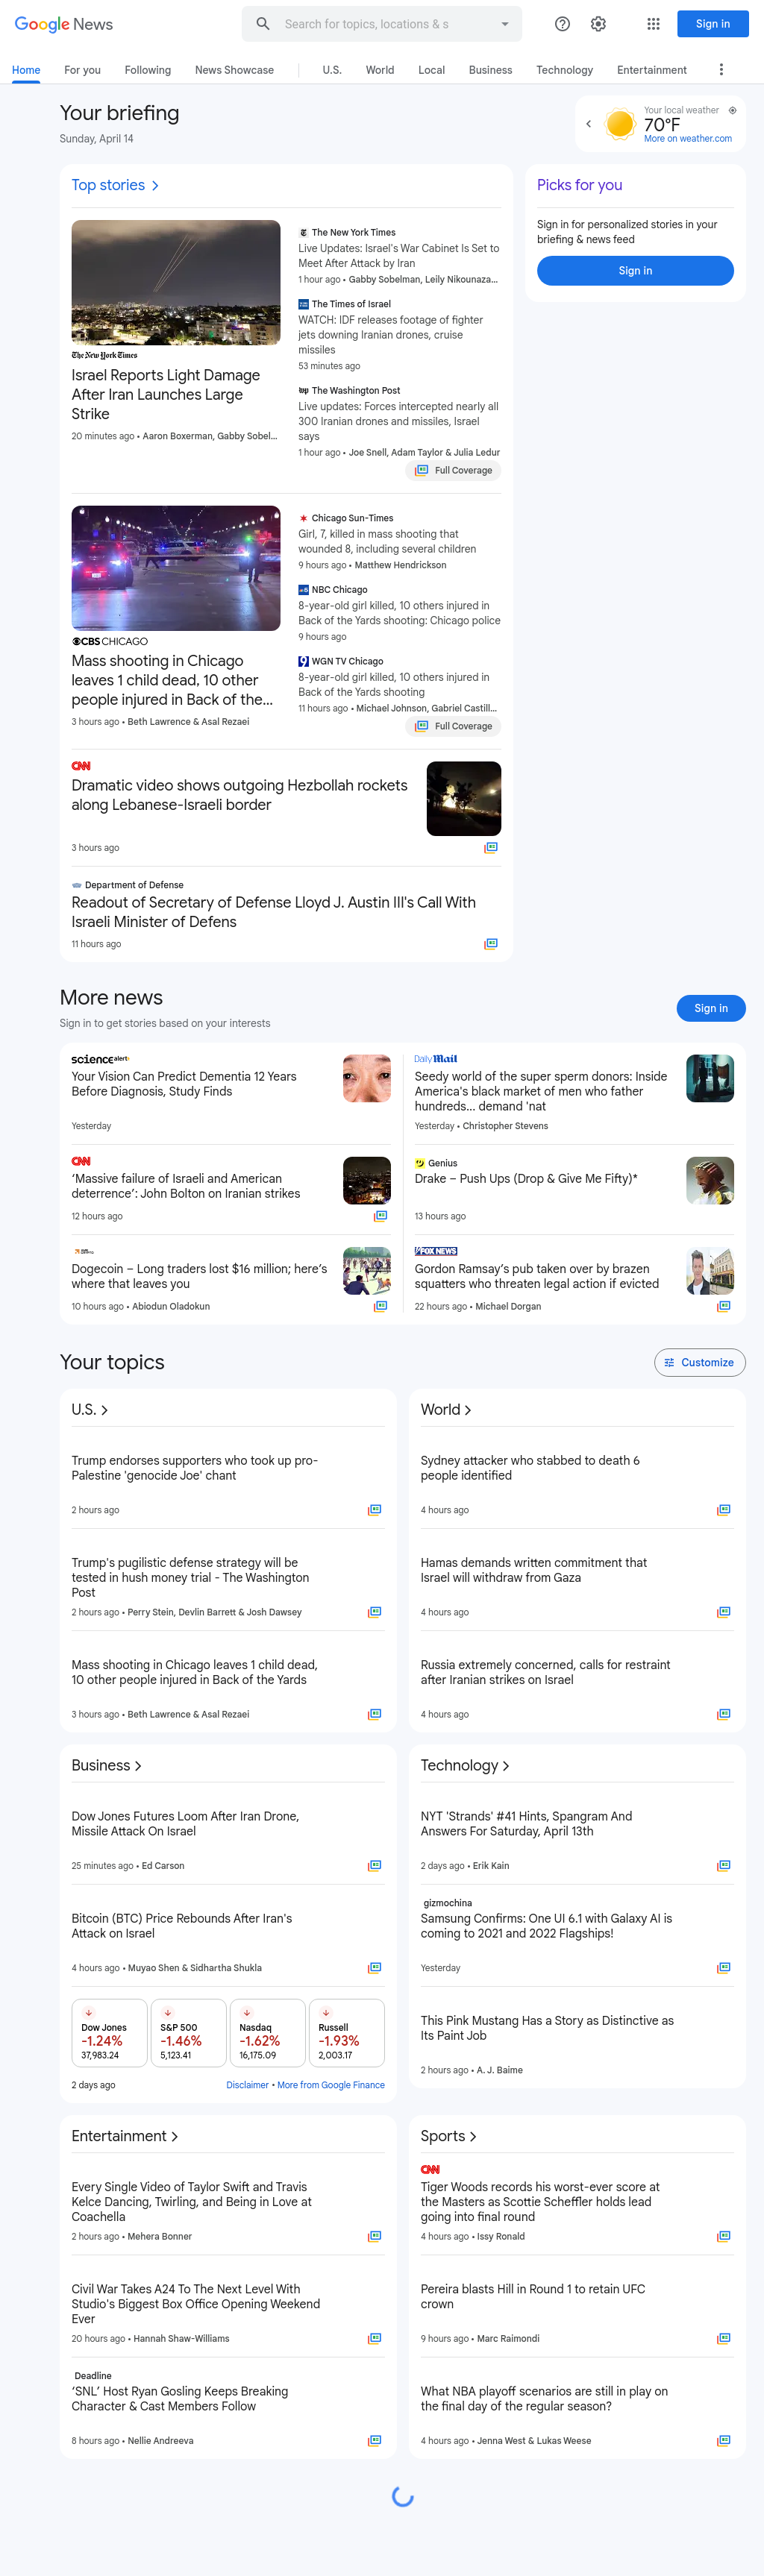 Google News
Search for topics, locations & s
Sign in
Home
For you
Following
News Showcase
U.S.
World
Local
Business
Technology
Entertainment
Your briefing
Sunday, April 14
Your local weather
70°F
More on weather.com
Top stories
The New York Times
Israel Reports Light Damage
After Iran Launches Large
Strike
20 minutes ago • Aaron Boxerman, Gabby Sobel...
The New York Times
Live Updates: Israel's War Cabinet Is Set to
Meet After Attack by Iran
1 hour ago • Gabby Sobelman, Leily Nikounaza...
The Times of Israel
WATCH: IDF releases footage of fighter
jets downing Iranian drones, cruise
missiles
53 minutes ago
The Washington Post
Live updates: Forces intercepted nearly all
300 Iranian drones and missiles, Israel
says
1 hour ago • Joe Snell, Adam Taylor & Julia Ledur
Full Coverage
Picks for you
Sign in for personalized stories in your
briefing & news feed
Sign in
CBS CHICAGO
Mass shooting in Chicago
leaves 1 child dead, 10 other
people injured in Back of the...
3 hours ago • Beth Lawrence & Asal Rezaei
Chicago Sun-Times
Girl, 7, killed in mass shooting that
wounded 8, including several children
9 hours ago • Matthew Hendrickson
NBC Chicago
8-year-old girl killed, 10 others injured in
Back of the Yards shooting: Chicago police
9 hours ago
WGN TV Chicago
8-year-old girl killed, 10 others injured in
Back of the Yards shooting
11 hours ago • Michael Johnson, Gabriel Castill...
Full Coverage
CNN
Dramatic video shows outgoing Hezbollah rockets
along Lebanese-Israeli border
3 hours ago
Department of Defense
Readout of Secretary of Defense Lloyd J. Austin III's Call With
Israeli Minister of Defens
11 hours ago
More news
Sign in to get stories based on your interests
Sign in
sciencealert
Your Vision Can Predict Dementia 12 Years
Before Diagnosis, Study Finds
Yesterday
CNN
‘Massive failure of Israeli and American
deterrence’: John Bolton on Iranian strikes
12 hours ago
Dogecoin – Long traders lost $16 million; here’s
where that leaves you
10 hours ago • Abiodun Oladokun
Daily Mail
Seedy world of the super sperm donors: Inside
America's black market of men who father
hundreds... demand 'nat
Yesterday • Christopher Stevens
Genius
Drake – Push Ups (Drop & Give Me Fifty)*
13 hours ago
FOX NEWS
Gordon Ramsay’s pub taken over by brazen
squatters who threaten legal action if evicted
22 hours ago • Michael Dorgan
Your topics
Customize
U.S.
Trump endorses supporters who took up pro-
Palestine 'genocide Joe' chant
2 hours ago
Trump's pugilistic defense strategy will be
tested in hush money trial - The Washington
Post
2 hours ago • Perry Stein, Devlin Barrett & Josh Dawsey
Mass shooting in Chicago leaves 1 child dead,
10 other people injured in Back of the Yards
3 hours ago • Beth Lawrence & Asal Rezaei
World
Sydney attacker who stabbed to death 6
people identified
4 hours ago
Hamas demands written commitment that
Israel will withdraw from Gaza
4 hours ago
Russia extremely concerned, calls for restraint
after Iranian strikes on Israel
4 hours ago
Business
Dow Jones Futures Loom After Iran Drone,
Missile Attack On Israel
25 minutes ago • Ed Carson
Bitcoin (BTC) Price Rebounds After Iran's
Attack on Israel
4 hours ago • Muyao Shen & Sidhartha Shukla
Dow Jones
-1.24%
37,983.24
S&P 500
-1.46%
5,123.41
Nasdaq
-1.62%
16,175.09
Russell
-1.93%
2,003.17
2 days ago
Disclaimer • More from Google Finance
Technology
NYT 'Strands' #41 Hints, Spangram And
Answers For Saturday, April 13th
2 days ago • Erik Kain
gizmochina
Samsung Confirms: One UI 6.1 with Galaxy AI is
coming to 2021 and 2022 Flagships!
Yesterday
This Pink Mustang Has a Story as Distinctive as
Its Paint Job
2 hours ago • A. J. Baime
Entertainment
Every Single Video of Taylor Swift and Travis
Kelce Dancing, Twirling, and Being in Love at
Coachella
2 hours ago • Mehera Bonner
Civil War Takes A24 To The Next Level With
Studio's Biggest Box Office Opening Weekend
Ever
20 hours ago • Hannah Shaw-Williams
Deadline
‘SNL’ Host Ryan Gosling Keeps Breaking
Character & Cast Members Follow
8 hours ago • Nellie Andreeva
Sports
CNN
Tiger Woods records his worst-ever score at
the Masters as Scottie Scheffler holds lead
going into final round
4 hours ago • Issy Ronald
Pereira blasts Hill in Round 1 to retain UFC
crown
9 hours ago • Marc Raimondi
What NBA playoff scenarios are still in play on
the final day of the regular season?
4 hours ago • Jenna West & Lukas Weese